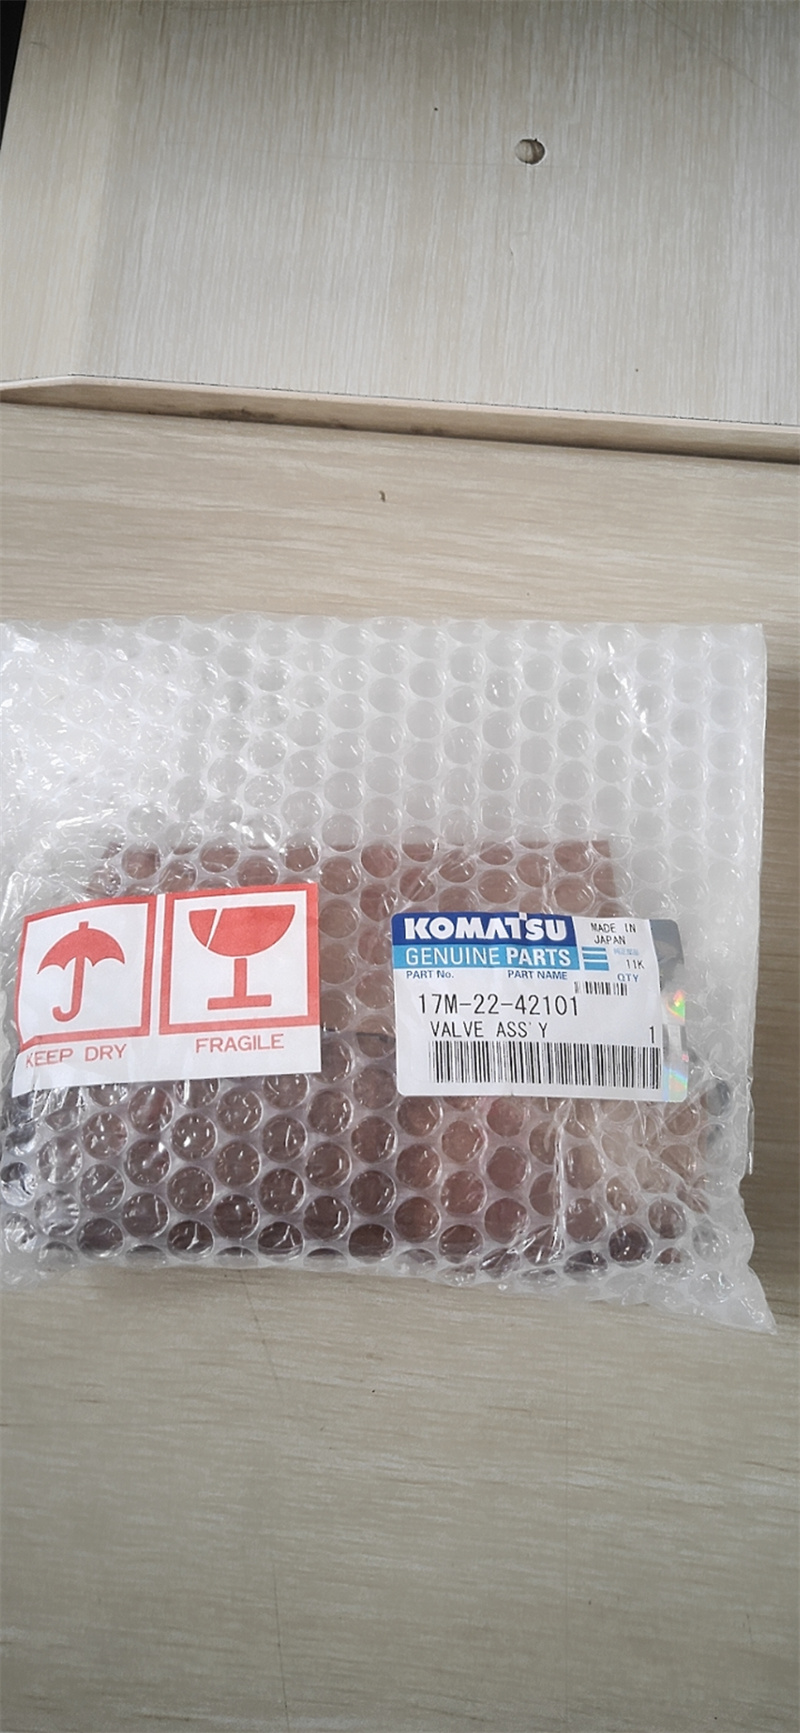 KOMATSU
MADE IN
JAPAN
GENUINE PARTS
11K
PART No.
PART NAME
QTY
17M-22-42101
VALVE ASS'Y
1
KEEP DRY
FRAGILE